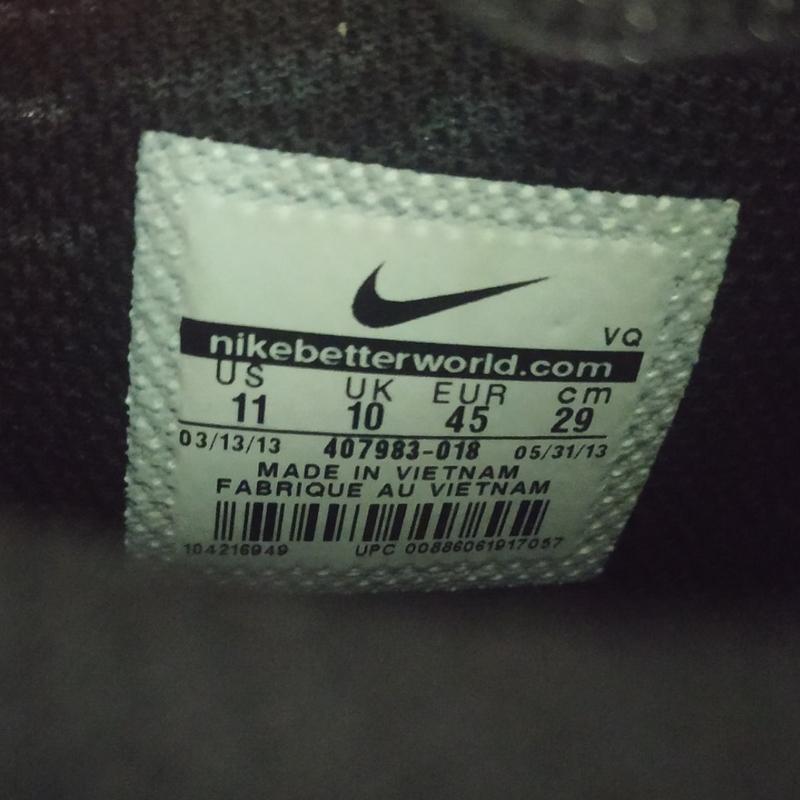 VQ
nikebetterworld.com
US UK EUR cm
11 10 45 29
03/13/13 407983-018 05/31/13
MADE IN VIETNAM
FABRIQUE AU VIETNAM
104216949 UPC 00886061917057